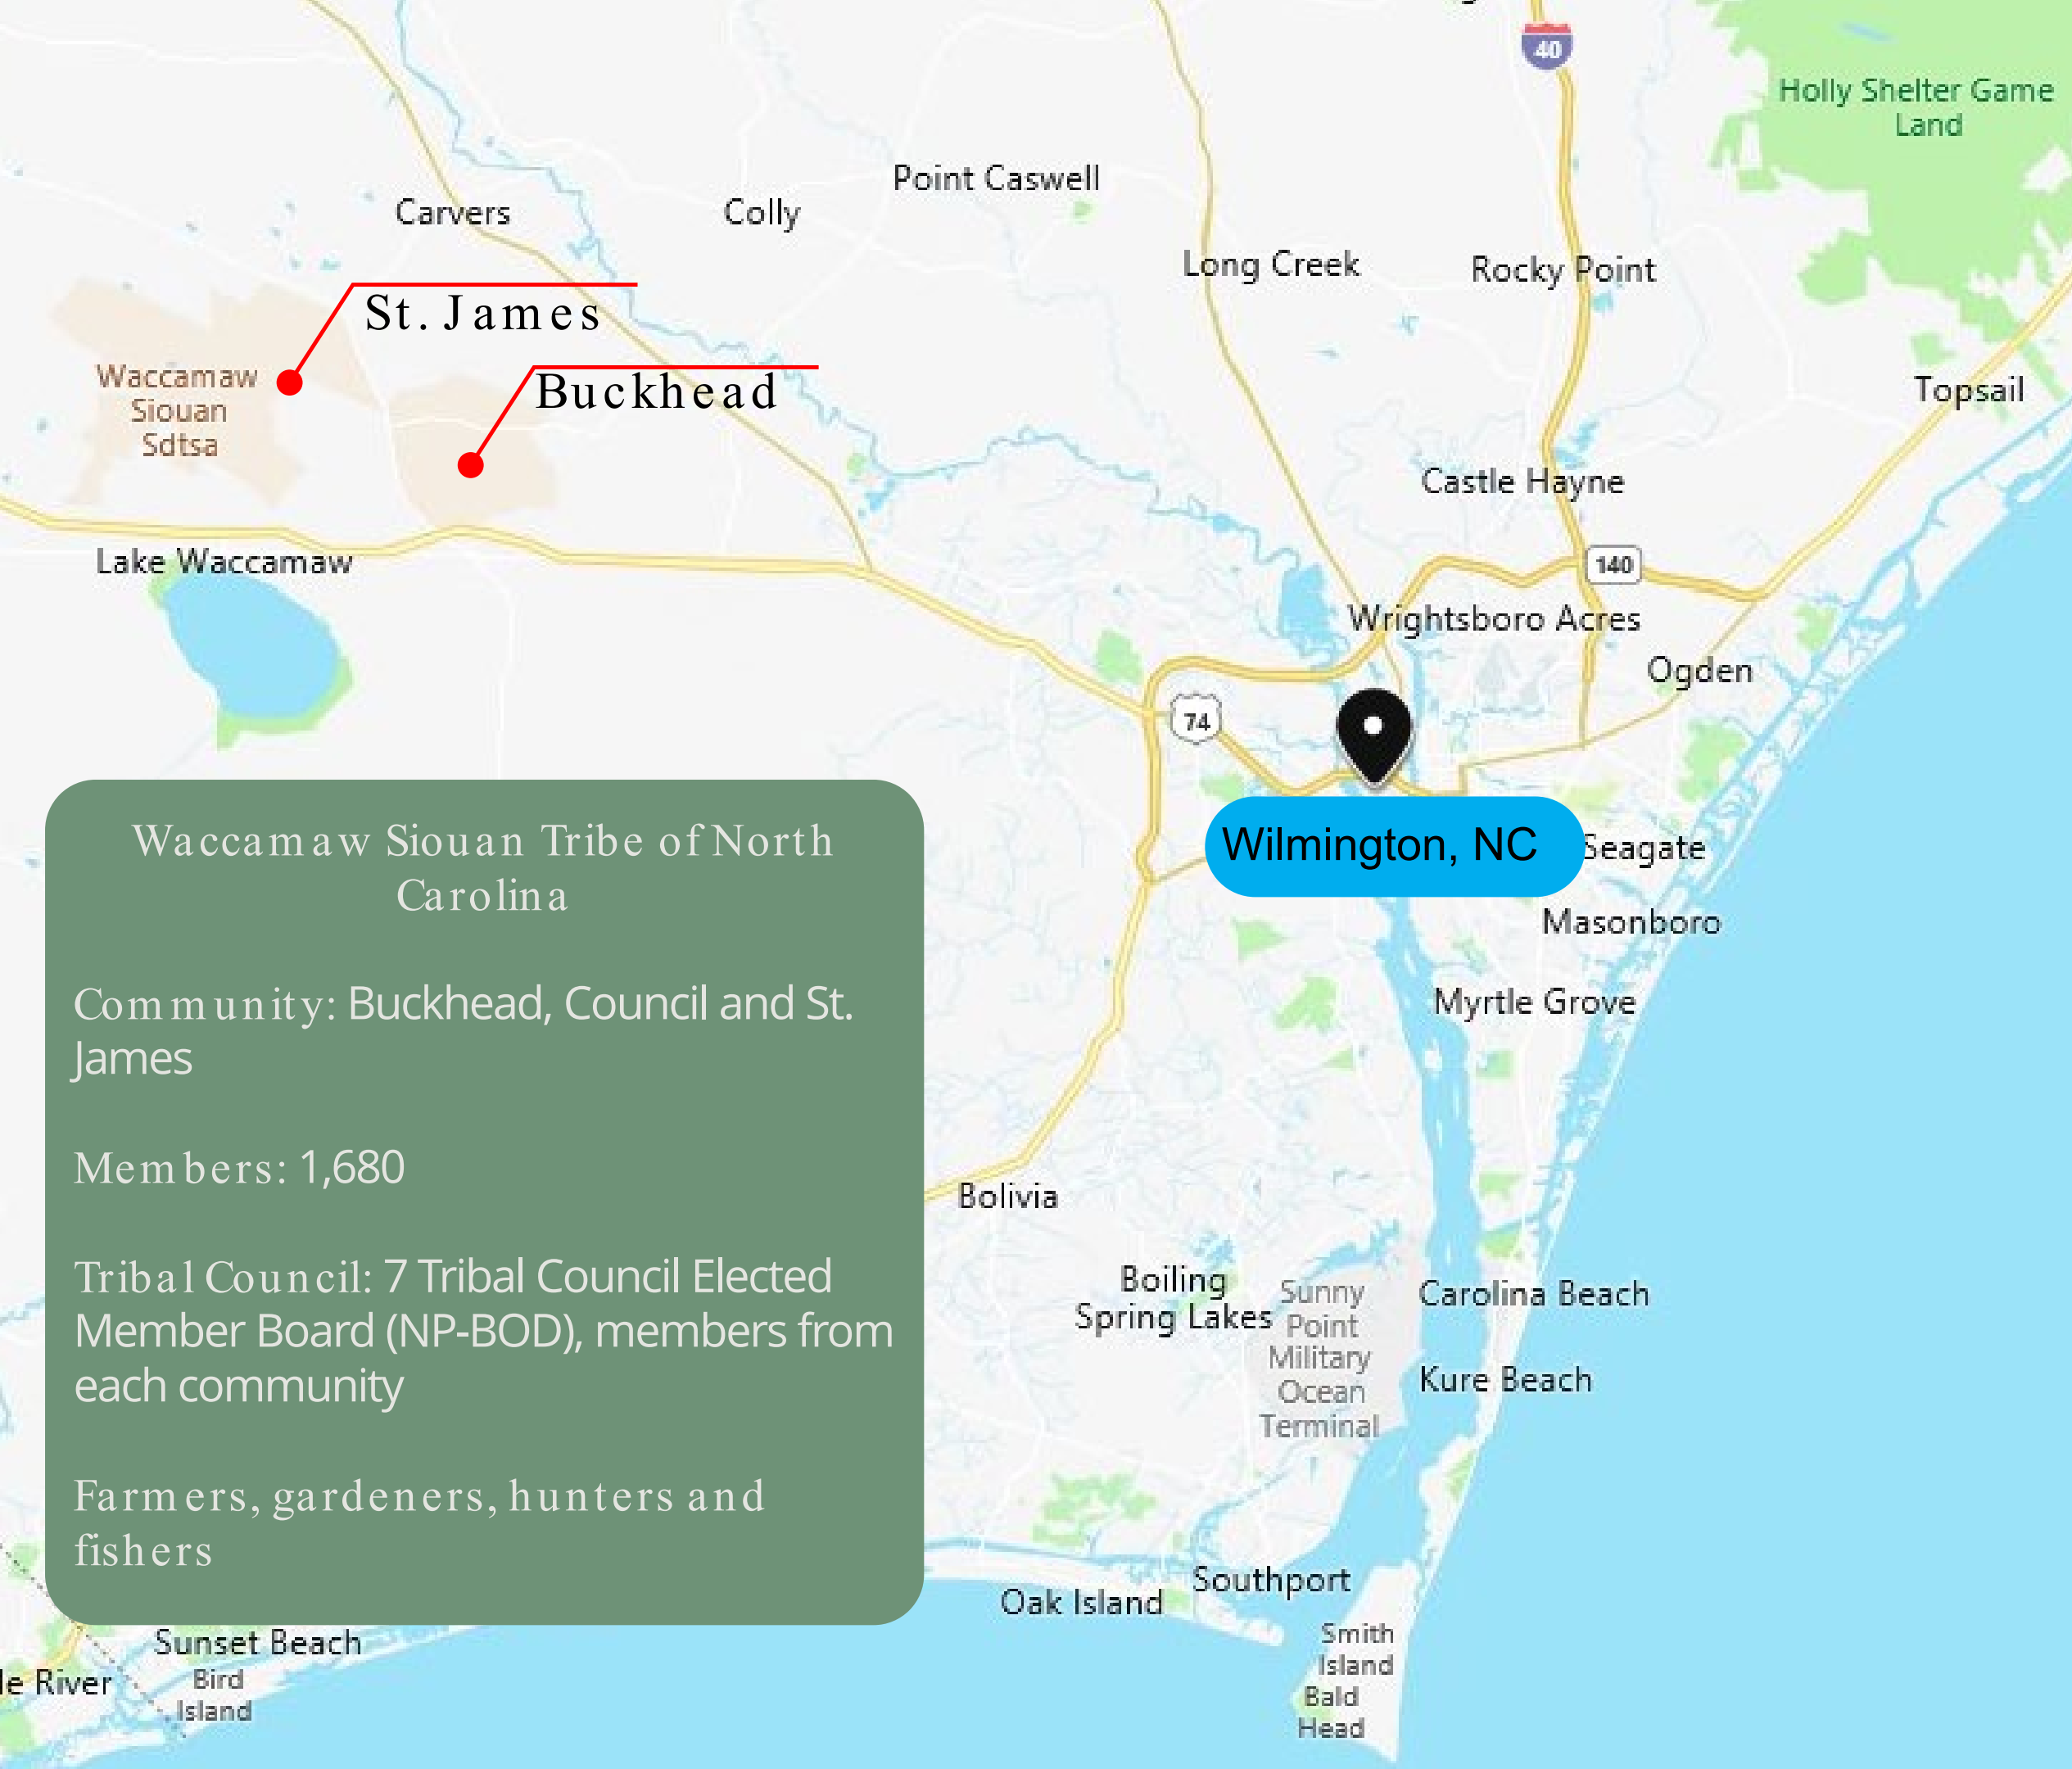 40
Holly Shelter Game
Land
Point Caswell
Carvers
Colly
Long Creek
Rocky Point
St. James
Waccamaw
Siouan
Sdtsa
Buckhead
Topsail
Castle Hayne
Lake Waccamaw
140
Wrightsboro Acres
Ogden
74
Wilmington, NC
Seagate
Masonboro
Myrtle Grove
Waccamaw Siouan Tribe of North
Carolina
Community: Buckhead, Council and St.
James
Members: 1,680
Tribal Council: 7 Tribal Council Elected
Member Board (NP-BOD), members from
each community
Farmers, gardeners, hunters and
fishers
Bolivia
Boiling
Spring Lakes
Sunny
Point
Military
Ocean
Terminal
Carolina Beach
Kure Beach
Southport
Oak Island
Smith
Island
Bald
Head
Sunset Beach
Bird
Island
le River